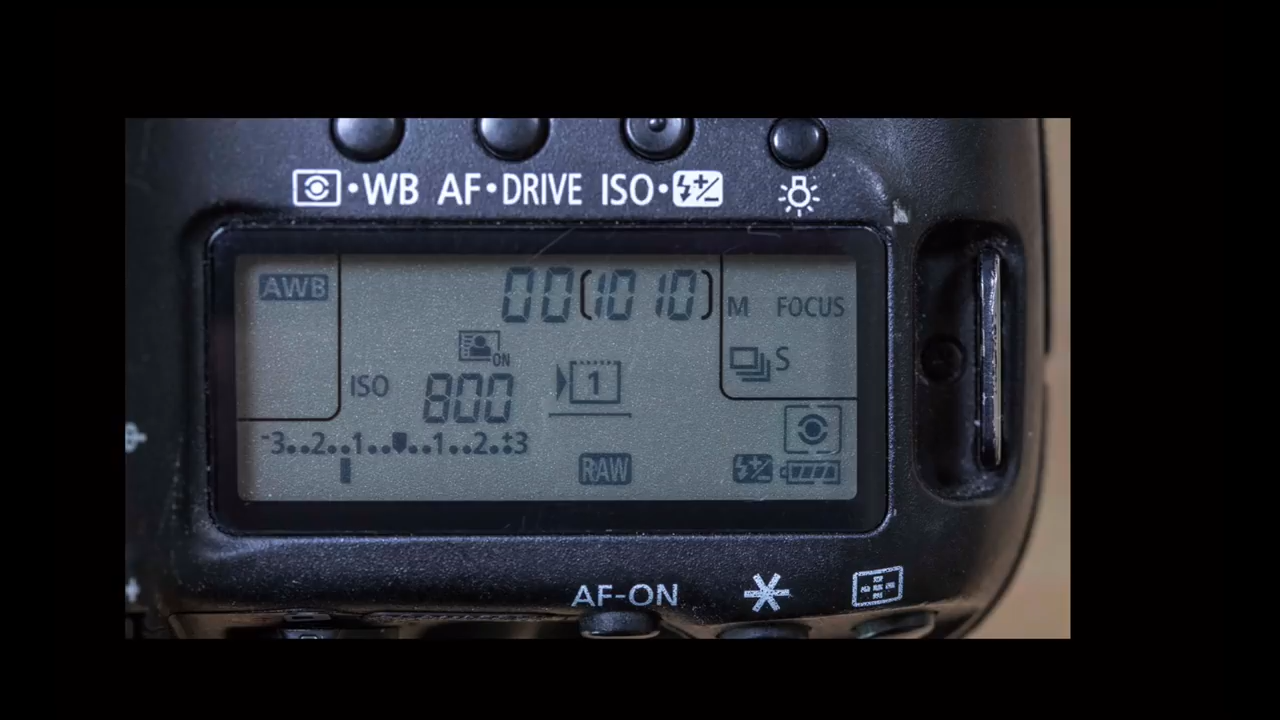 •WB AF•DRIVE ISO•
AWB
00[1010]
M FOCUS
ON
S
ISO 800
1
-3..2..1..▼..1..2.:+3
RAW
AF-ON